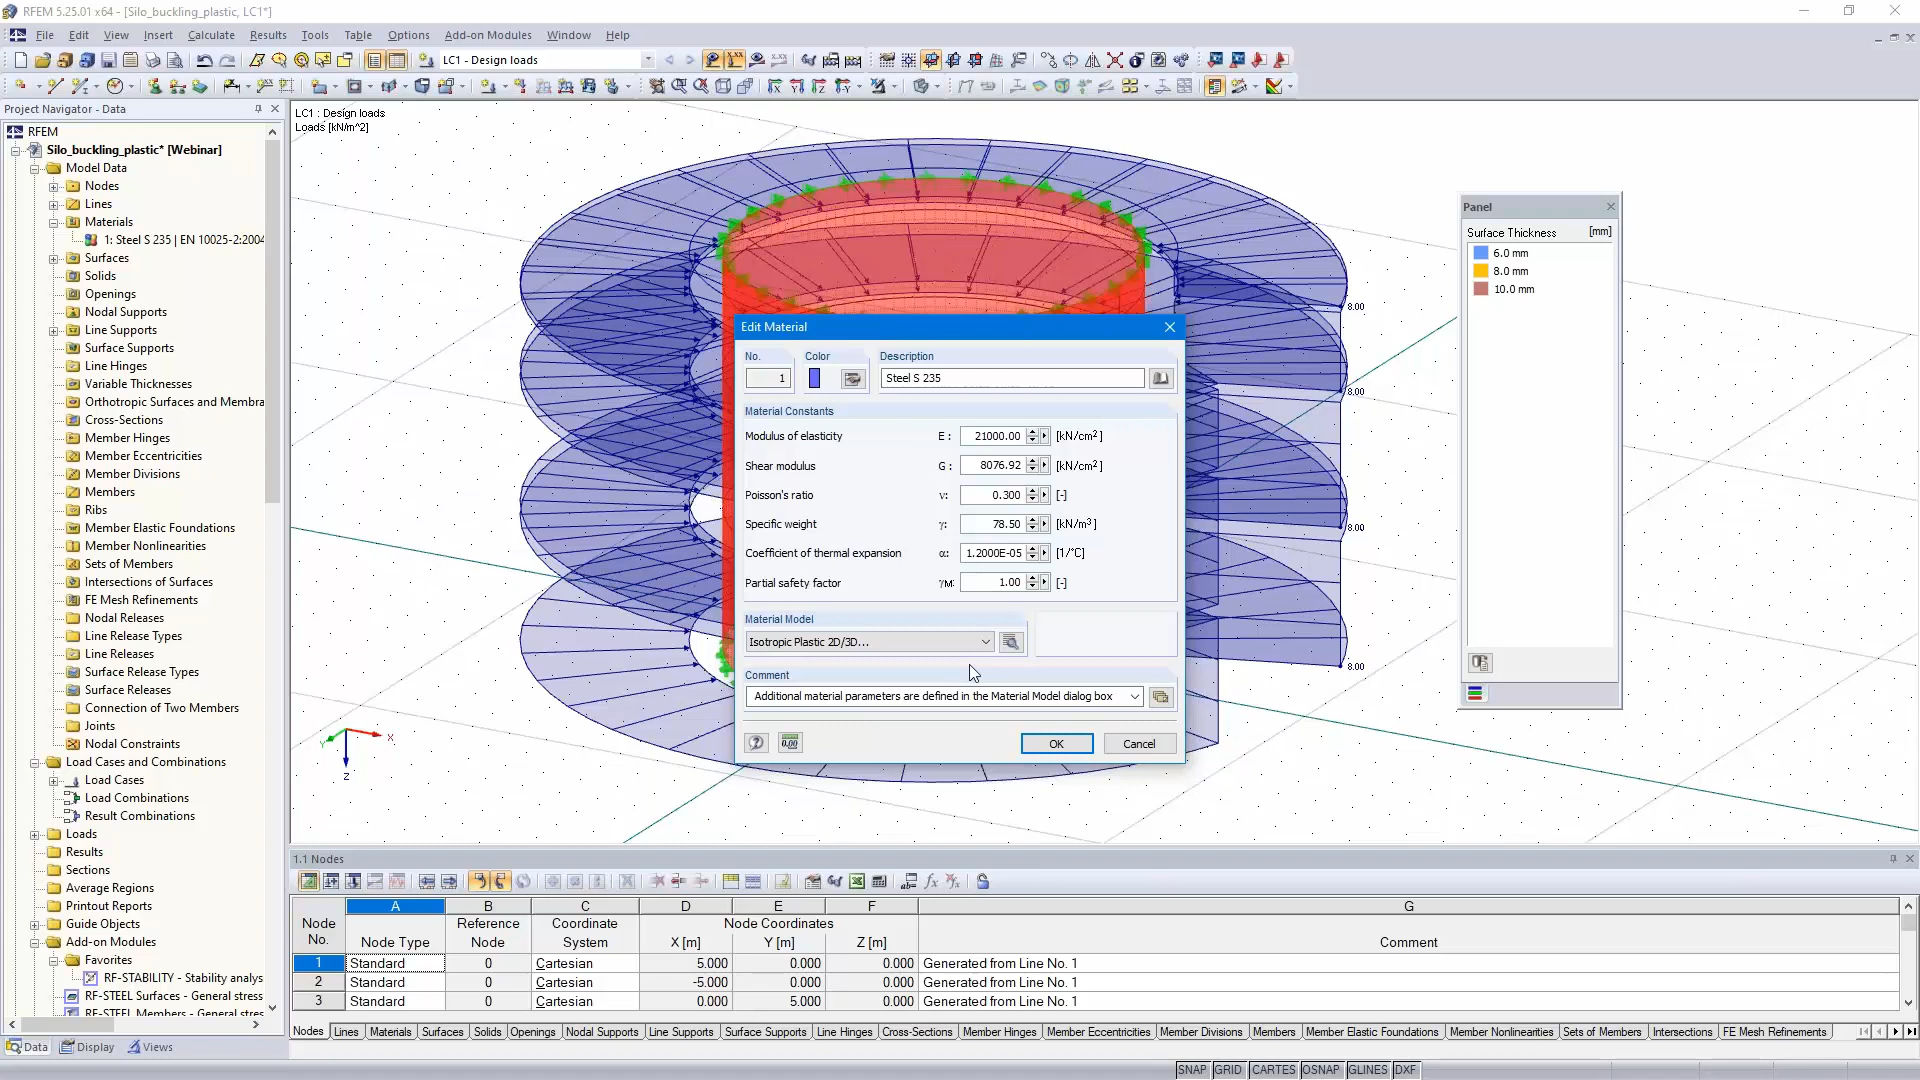 RFEM 5.25.01 x64 - [Silo_buckling_plastic, LC1*]
File Edit View Insert Calculate Results Tools Table Options Add-on Modules Window Help
LC1 - Design loads
Project Navigator - Data
RFEM
Silo_buckling_plastic* [Webinar]
Model Data
Nodes
Lines
Materials
1: Steel S 235 | EN 10025-2:2004
Surfaces
Solids
Openings
Nodal Supports
Line Supports
Surface Supports
Line Hinges
Variable Thicknesses
Orthotropic Surfaces and Membra
Cross-Sections
Member Hinges
Member Eccentricities
Member Divisions
Members
Ribs
Member Elastic Foundations
Member Nonlinearities
Sets of Members
Intersections of Surfaces
FE Mesh Refinements
Nodal Releases
Line Release Types
Line Releases
Surface Release Types
Surface Releases
Connection of Two Members
Joints
Nodal Constraints
Load Cases and Combinations
Load Cases
Load Combinations
Result Combinations
Loads
Results
Sections
Average Regions
Printout Reports
Guide Objects
Add-on Modules
Favorites
RF-STABILITY - Stability analys
RF-STEEL Surfaces - General stress
RF-STEEL Members - General stres
Data Display Views
LC1 : Design loads
Loads [kN/m^2]
8.00
8.00
8.00
8.00
X
Y
Z
Panel
Surface Thickness [mm]
6.0 mm
8.0 mm
10.0 mm
Edit Material
No. Color Description
1 Steel S 235
Material Constants
Modulus of elasticity E : 21000.00 [kN/cm2]
Shear modulus G : 8076.92 [kN/cm2]
Poisson's ratio ν: 0.300 [-]
Specific weight γ: 78.50 [kN/m3]
Coefficient of thermal expansion α: 1.2000E-05 [1/°C]
Partial safety factor γM: 1.00 [-]
Material Model
Isotropic Plastic 2D/3D...
Comment
Additional material parameters are defined in the Material Model dialog box
0.00 OK Cancel
1.1 Nodes
A B C D E F G
Node Reference Coordinate Node Coordinates
No. Node Type Node System X [m] Y [m] Z [m] Comment
1 Standard 0 Cartesian 5.000 0.000 0.000 Generated from Line No. 1
2 Standard 0 Cartesian -5.000 0.000 0.000 Generated from Line No. 1
3 Standard 0 Cartesian 0.000 5.000 0.000 Generated from Line No. 1
Nodes Lines Materials Surfaces Solids Openings Nodal Supports Line Supports Surface Supports Line Hinges Cross-Sections Member Hinges Member Eccentricities Member Divisions Members Member Elastic Foundations Member Nonlinearities Sets of Members Intersections FE Mesh Refinements
SNAP GRID CARTES OSNAP GLINES DXF